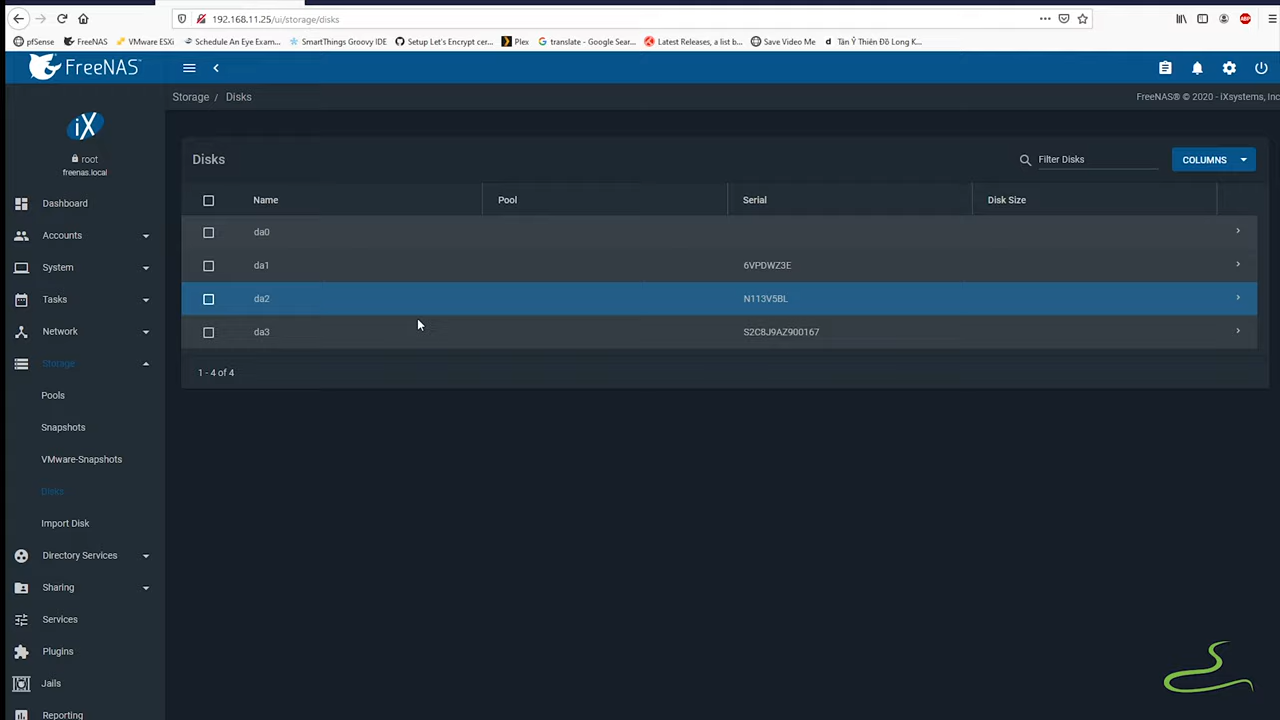 192.168.11.25/ui/storage/disks
pfSense FreeNAS VMware ESXi Schedule An Eye Exam... SmartThings Groovy IDE Setup Let's Encrypt cer... Plex translate - Google Sear... Latest Releases, a list b... Save Video Me Tân Ỷ Thiên Đồ Long K...
FreeNAS®
Storage / Disks
FreeNAS® © 2020 - iXsystems, Inc
iX
root
freenas.local
Disks
Filter Disks
COLUMNS
Name Pool Serial Disk Size
da0
da1 6VPDWZ3E
da2 N113V5BL
da3 S2C8J9AZ900167
1 - 4 of 4
Dashboard
Accounts
System
Tasks
Network
Storage
Pools
Snapshots
VMware-Snapshots
Disks
Import Disk
Directory Services
Sharing
Services
Plugins
Jails
Reporting